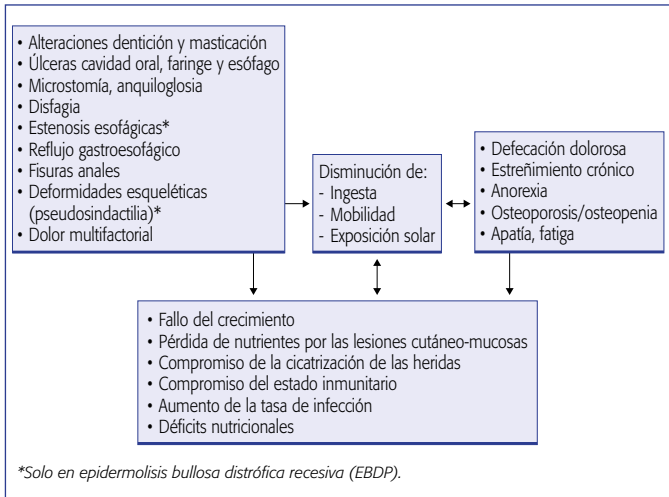 • Alteraciones dentición y masticación
• Úlceras cavidad oral, faringe y esófago
• Microstomía, anquiloglosia
• Disfagia
• Estenosis esofágicas*
• Reflujo gastroesofágico
• Fisuras anales
• Deformidades esqueléticas
(pseudosindactilia)*
• Dolor multifactorial
Disminución de:
- Ingesta
- Mobilidad
- Exposición solar
• Defecación dolorosa
• Estreñimiento crónico
• Anorexia
• Osteoporosis/osteopenia
• Apatía, fatiga
• Fallo del crecimiento
• Pérdida de nutrientes por las lesiones cutáneo-mucosas
• Compromiso de la cicatrización de las heridas
• Compromiso del estado inmunitario
• Aumento de la tasa de infección
• Déficits nutricionales
*Solo en epidermolisis bullosa distrófica recesiva (EBDP).